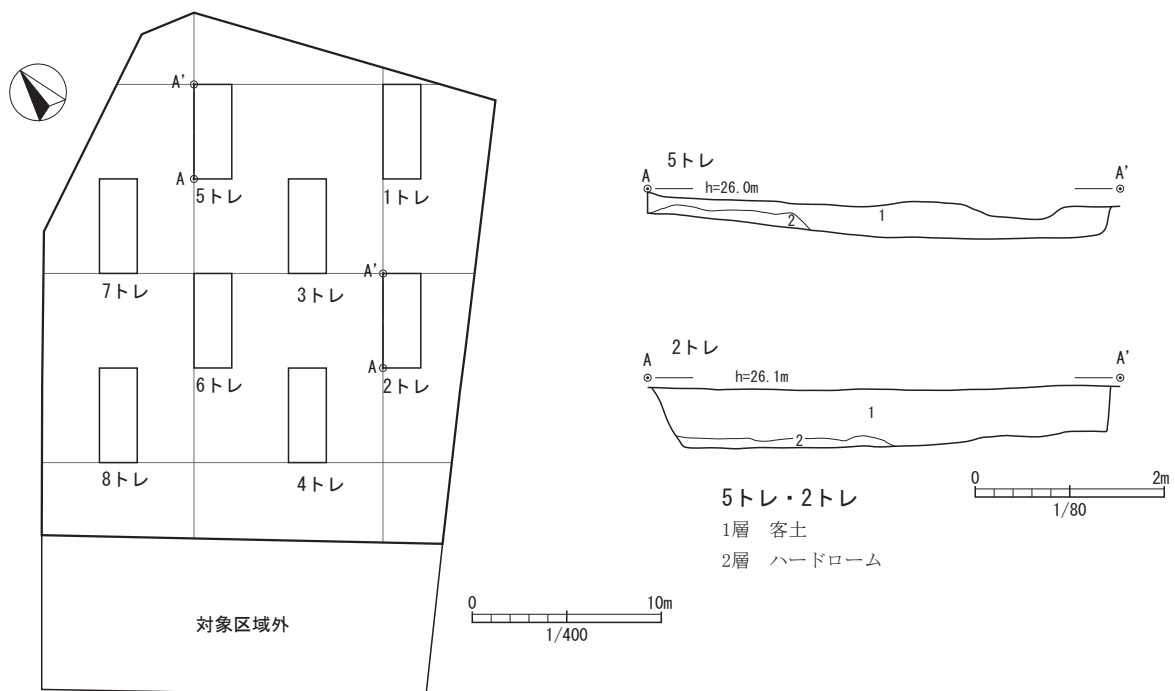 A'
A
5トレ
1トレ
7トレ
3トレ
A'
A
6トレ
2トレ
8トレ
4トレ
対象区域外
0 10m
1/400
5トレ
A A'
h=26.0m
1
2
2トレ
A A'
h=26.1m
1
2
0 2m
1/80
5トレ・2トレ
1層 客土
2層 ハードローム